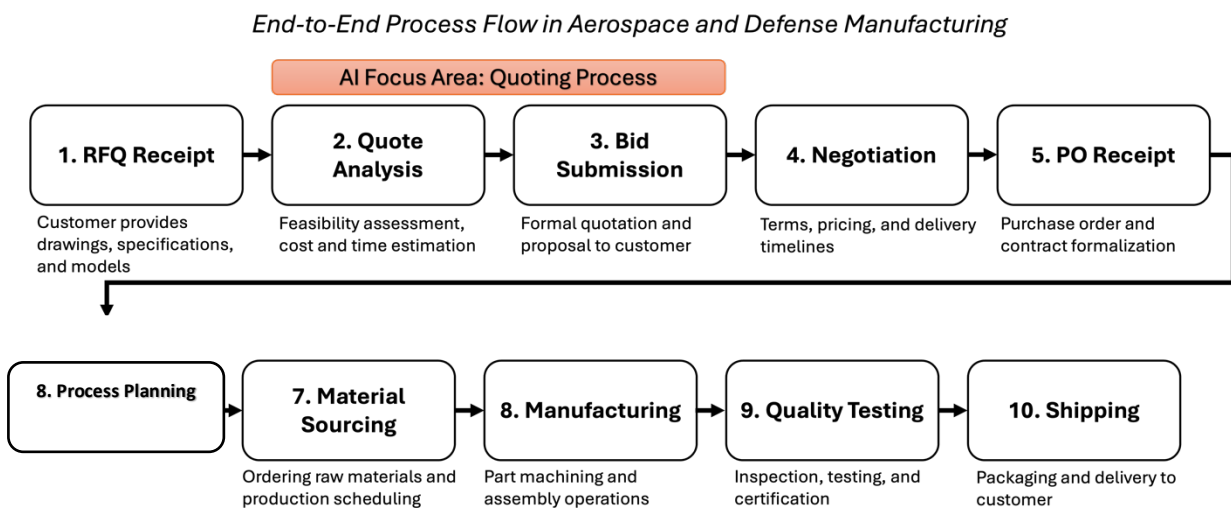 End-to-End Process Flow in Aerospace and Defense Manufacturing
AI Focus Area: Quoting Process
1. RFQ Receipt
Customer provides
drawings, specifications,
and models
2. Quote
Analysis
Feasibility assessment,
cost and time estimation
3. Bid
Submission
Formal quotation and
proposal to customer
4. Negotiation
Terms, pricing, and delivery
timelines
5. PO Receipt
Purchase order and
contract formalization
8. Process Planning
7. Material
Sourcing
Ordering raw materials and
production scheduling
8. Manufacturing
Part machining and
assembly operations
9. Quality Testing
Inspection, testing, and
certification
10. Shipping
Packaging and delivery to
customer